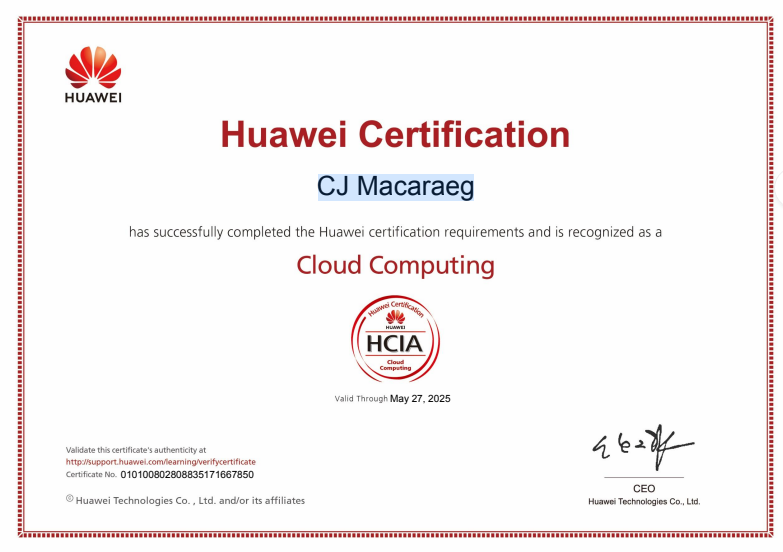 HUAWEI
Huawei Certification
CJ Macaraeg
has successfully completed the Huawei certification requirements and is recognized as a
Cloud Computing
Huawei Certification
HUAWEI
HCIA
Cloud
Computing
Valid Through May 27, 2025
Validate this certificate's authenticity at
http://support.huawei.com/learning/verifycertificate
Certificate No. 010100802808835171667850
© Huawei Technologies Co. , Ltd. and/or its affiliates
CEO
Huawei Technologies Co., Ltd.